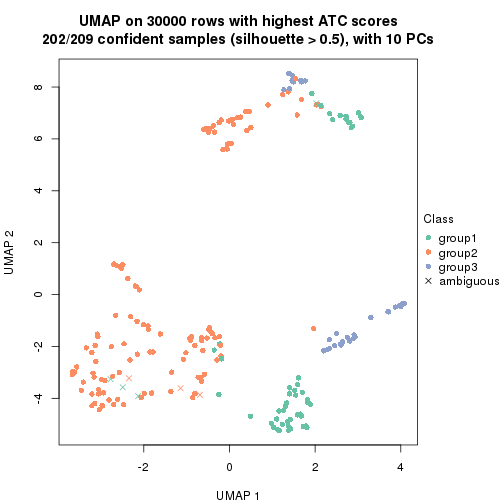 UMAP on 30000 rows with highest ATC scores
202/209 confident samples (silhouette > 0.5), with 10 PCs
8
6
4
2
0
-2
-4
UMAP 2
-2
0
2
4
UMAP 1
Class
group1
group2
group3
ambiguous